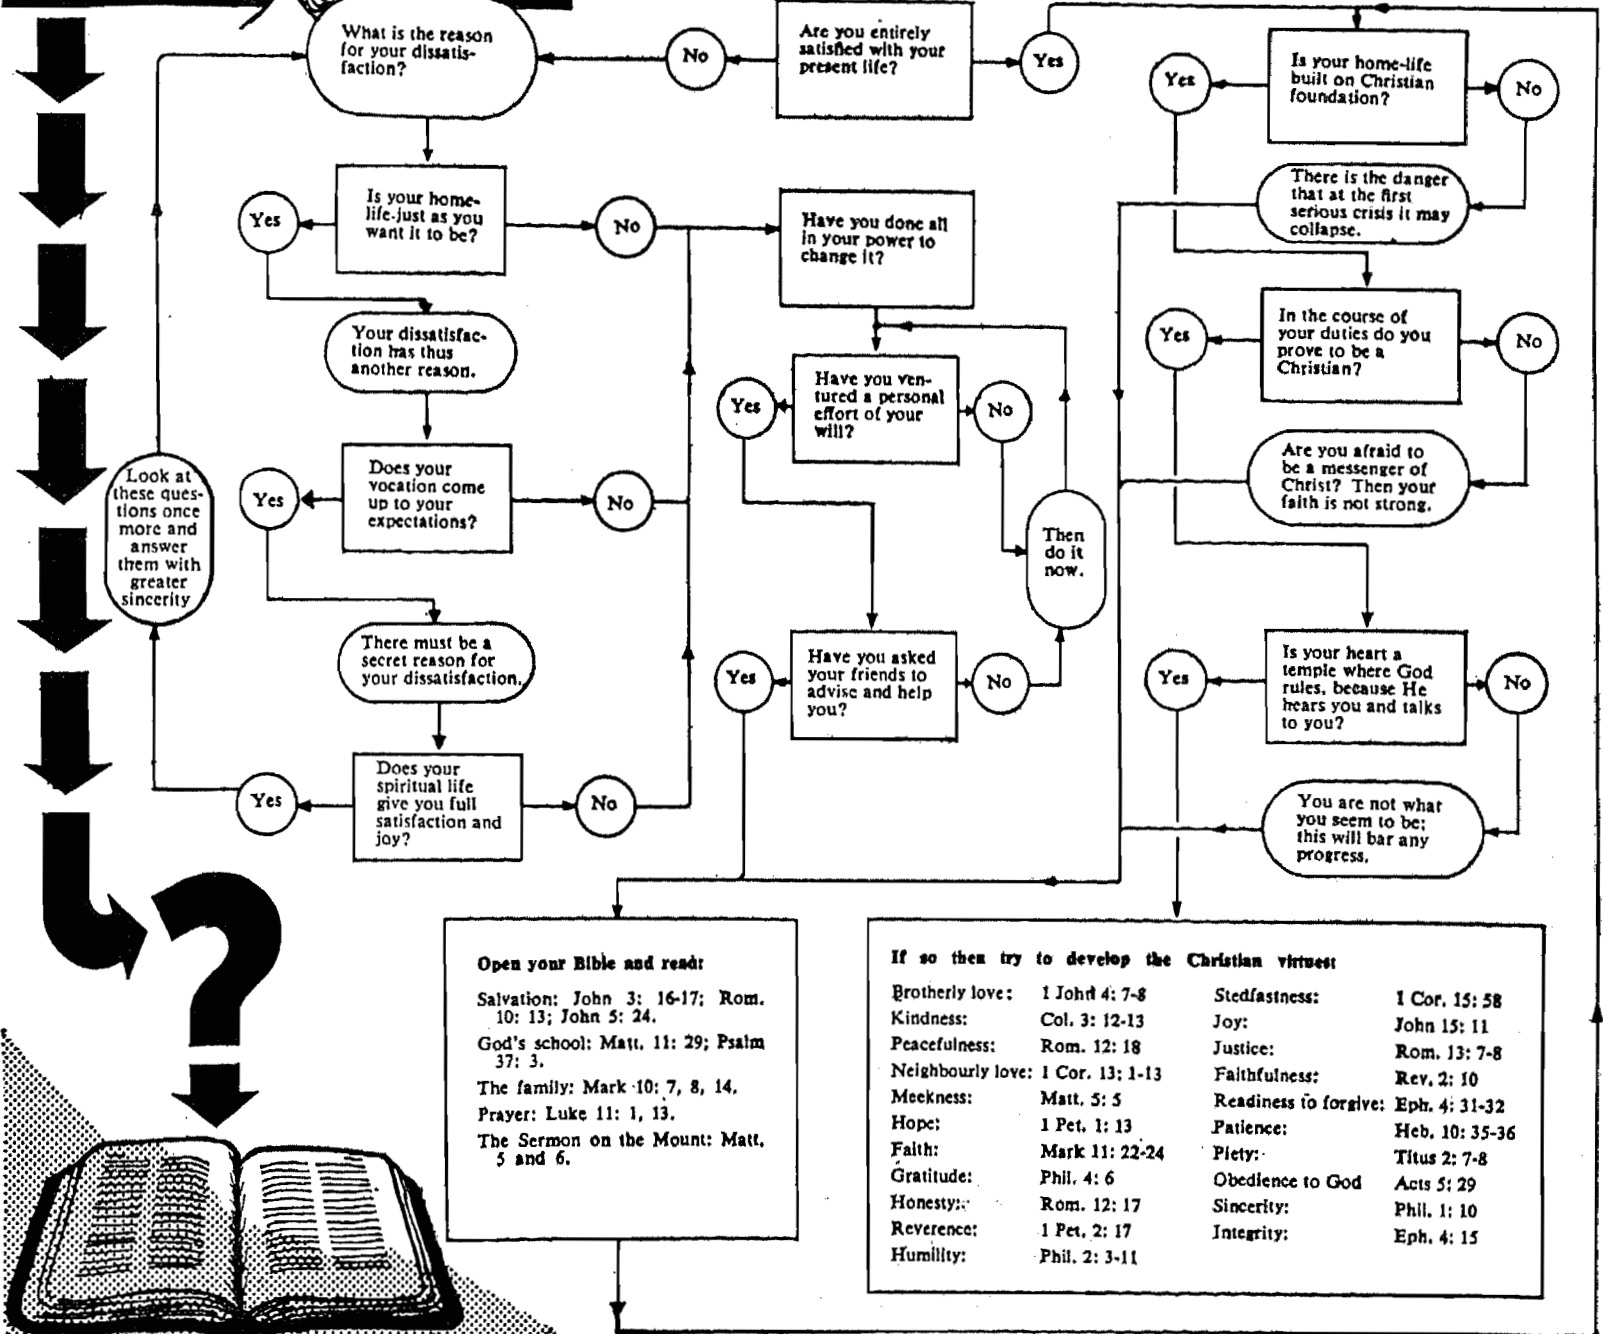 What is the reason
for your dissatis-
faction?
No
Are you entirely
satisfied with your
present life?
Yes
Yes
Is your home-life
built on Christian
foundation?
No
There is the danger
that at the first
serious crisis it may
collapse.
Yes
Is your home-
life just as you
want it to be?
No
Have you done all
in your power to
change it?
Your dissatisfac-
tion has thus
another reason.
Yes
In the course of
your duties do you
prove to be a
Christian?
No
Yes
Have you ven-
tured a personal
effort of your
will?
No
Are you afraid to
be a messenger of
Christ? Then your
faith is not strong.
Look at
these ques-
tions once
more and
answer
them with
greater
sincerity
Yes
Does your
vocation come
up to your
expectations?
No
Then
do it
now.
There must be a
secret reason for
your dissatisfaction.
Yes
Have you asked
your friends to
advise and help
you?
No
Yes
Is your heart a
temple where God
rules, because He
hears you and talks
to you?
No
Yes
Does your
spiritual life
give you full
satisfaction and
joy?
No
You are not what
you seem to be;
this will bar any
progress.
Open your Bible and read:
Salvation: John 3: 16-17; Rom.
10: 13; John 5: 24.
God's school: Matt. 11: 29; Psalm
37: 3.
The family: Mark 10: 7, 8, 14.
Prayer: Luke 11: 1, 13.
The Sermon on the Mount: Matt.
5 and 6.
If so then try to develop the Christian virtues:
Brotherly love: 1 John 4: 7-8
Kindness: Col. 3: 12-13
Peacefulness: Rom. 12: 18
Neighbourly love: 1 Cor. 13: 1-13
Meekness: Matt. 5: 5
Hope: 1 Pet. 1: 13
Faith: Mark 11: 22-24
Gratitude: Phil. 4: 6
Honesty: Rom. 12: 17
Reverence: 1 Pet. 2: 17
Humility: Phil. 2: 3-11
Stedfastness: 1 Cor. 15: 58
Joy: John 15: 11
Justice: Rom. 13: 7-8
Faithfulness: Rev. 2: 10
Readiness to forgive: Eph. 4: 31-32
Patience: Heb. 10: 35-36
Piety: Titus 2: 7-8
Obedience to God Acts 5: 29
Sincerity: Phil. 1: 10
Integrity: Eph. 4: 15